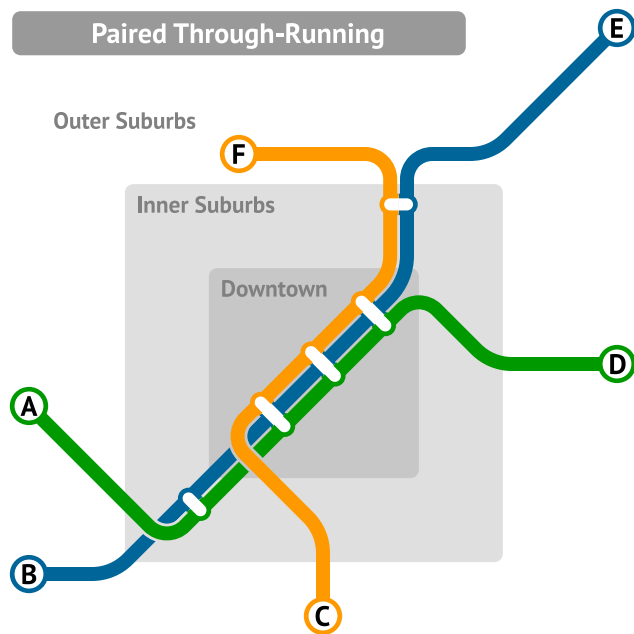 Paired Through-Running
E
Outer Suburbs
F
Inner Suburbs
Downtown
D
A
B
C